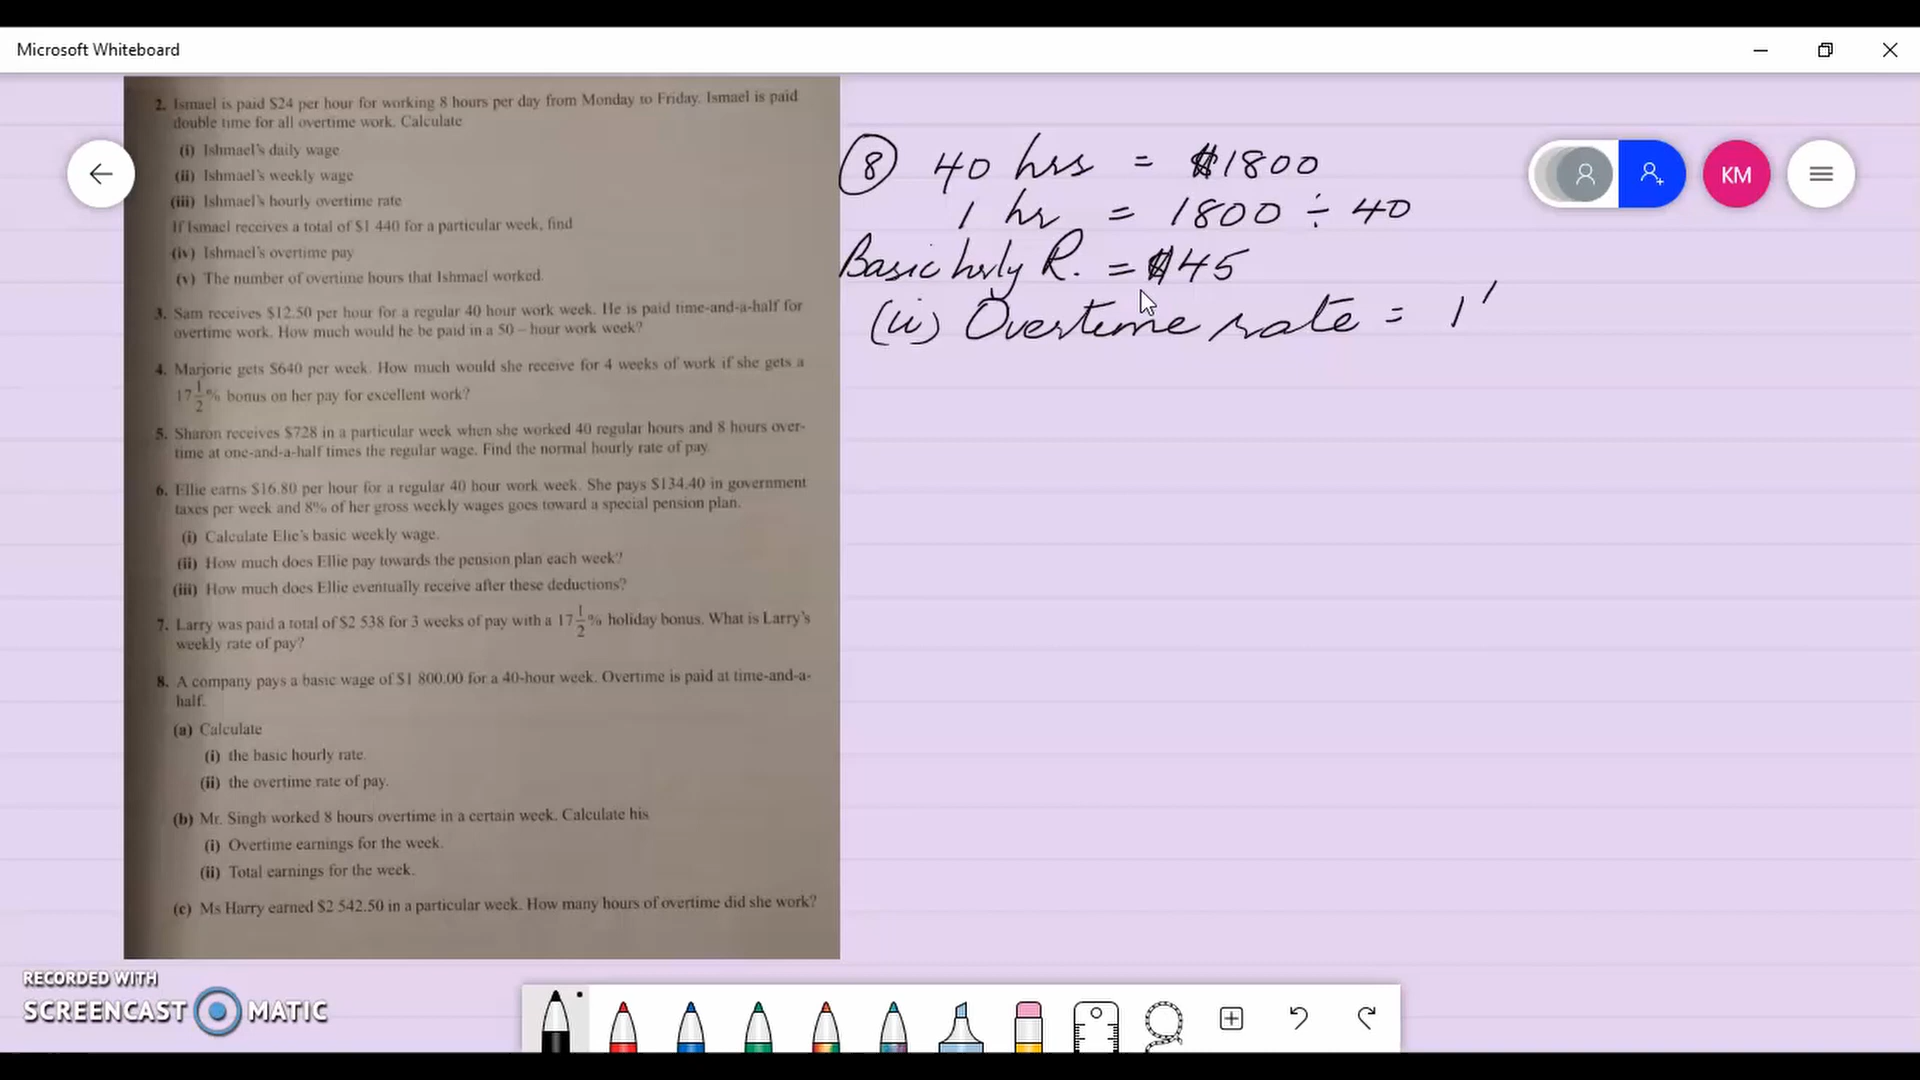 Microsoft Whiteboard
2. Ismael is paid $24 per hour for working 8 hours per day from Monday to Friday. Ismael is paid
double time for all overtime work. Calculate
(i) Ishmael's daily wage
(ii) Ishmael's weekly wage
(iii) Ishmael's hourly overtime rate
If Ismael receives a total of $1 440 for a particular week, find
(iv) Ishmael's overtime pay
(v) The number of overtime hours that Ishmael worked.
3. Sam receives $12.50 per hour for a regular 40 hour work week. He is paid time-and-a-half for
overtime work. How much would he be paid in a 50 – hour work week?
4. Marjorie gets $640 per week. How much would she receive for 4 weeks of work if she gets a
17 1/2 % bonus on her pay for excellent work?
5. Sharon receives $728 in a particular week when she worked 40 regular hours and 8 hours over-
time at one-and-a-half times the regular wage. Find the normal hourly rate of pay.
6. Ellie earns $16.80 per hour for a regular 40 hour work week. She pays $134.40 in government
taxes per week and 8% of her gross weekly wages goes toward a special pension plan.
(i) Calculate Elie's basic weekly wage.
(ii) How much does Ellie pay towards the pension plan each week?
(iii) How much does Ellie eventually receive after these deductions?
7. Larry was paid a total of $2 538 for 3 weeks of pay with a 17 1/2 % holiday bonus. What is Larry's
weekly rate of pay?
8. A company pays a basic wage of $1 800.00 for a 40-hour week. Overtime is paid at time-and-a-
half.
(a) Calculate
(i) the basic hourly rate.
(ii) the overtime rate of pay.
(b) Mr. Singh worked 8 hours overtime in a certain week. Calculate his
(i) Overtime earnings for the week.
(ii) Total earnings for the week.
(c) Ms Harry earned $2 542.50 in a particular week. How many hours of overtime did she work?
8 40 hrs = $1800
1 hr = 1800 ÷ 40
Basic hrly R. = $45
(ii) Overtime rate = 1'
KM
RECORDED WITH
SCREENCAST MATIC